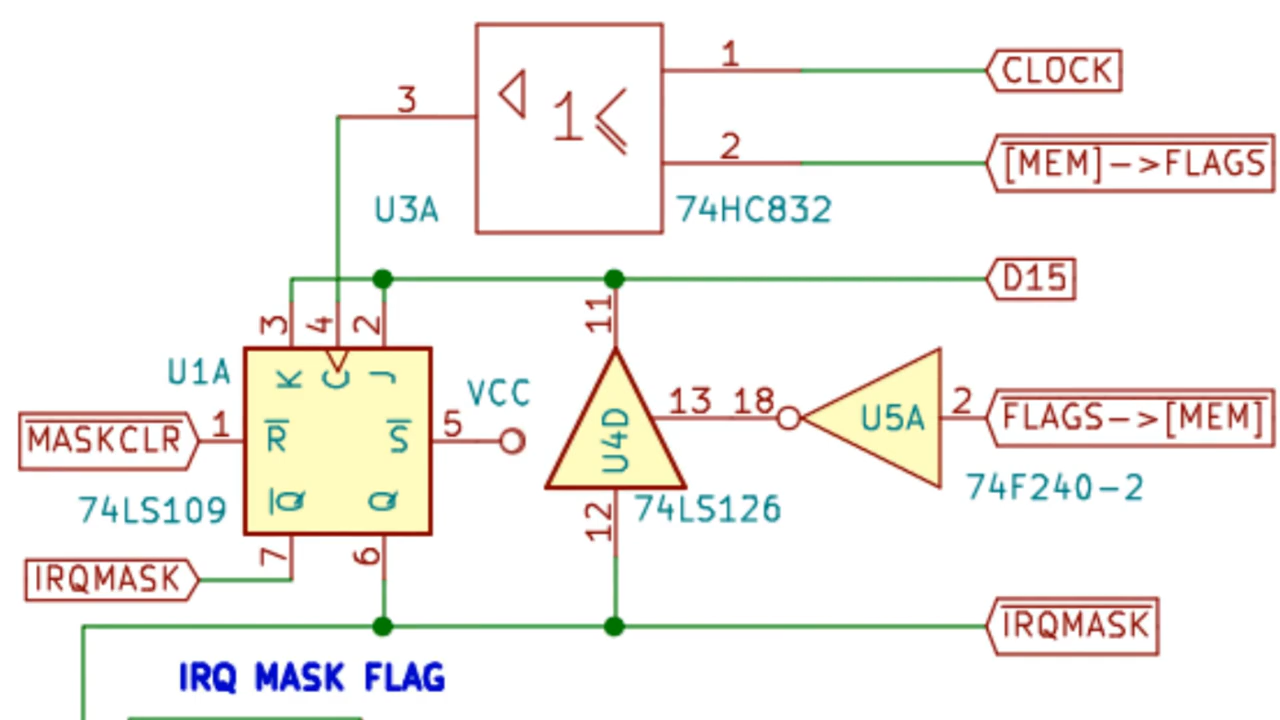 1
CLOCK
3
1<
2
[MEM]->FLAGS
U3A
74HC832
D15
3
4
2
11
U1A
K
C
J
VCC
MASKCLR
1
R
S
5
U4D
13
18
U5A
2
FLAGS->[MEM]
74LS109
Q
Q
74LS126
74F240-2
12
7
6
IRQMASK
IRQMASK
IRQ MASK FLAG